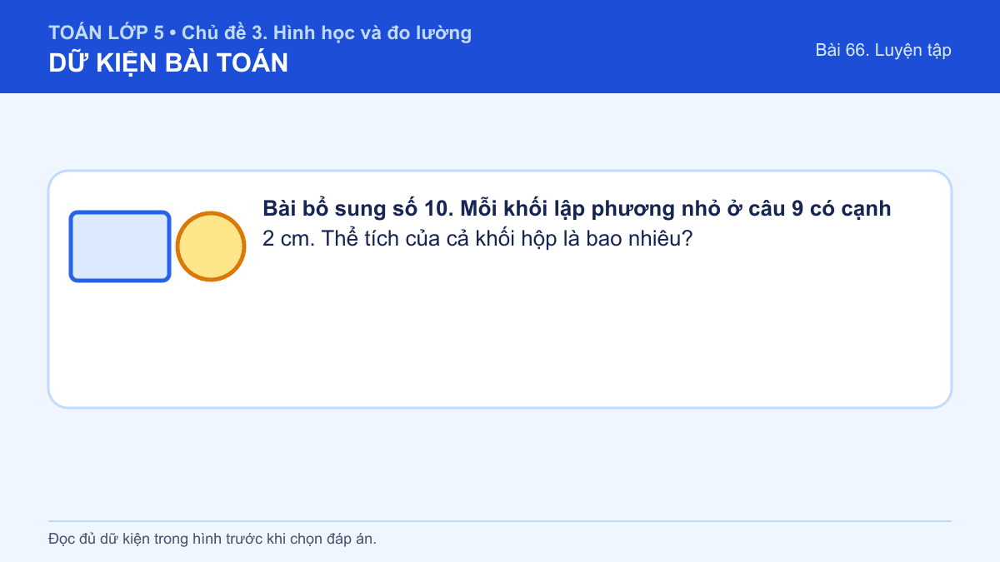 TOÁN LỚP 5 • Chủ đề 3. Hình học và đo lường
DỮ KIỆN BÀI TOÁN
Bài 66. Luyện tập
Bài bổ sung số 10. Mỗi khối lập phương nhỏ ở câu 9 có cạnh
2 cm. Thể tích của cả khối hộp là bao nhiêu?
Đọc đủ dữ kiện trong hình trước khi chọn đáp án.